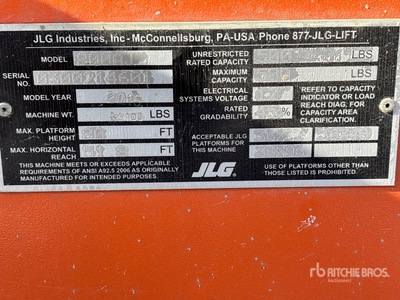 JLG Industries, Inc - McConnellsburg, PA-USA Phone 877-JLG-LIFT
MODEL
SERIAL NO.
MODEL YEAR
MACHINE WT. LBS
MAX. PLATFORM HEIGHT FT
MAX. HORIZONTAL REACH FT
THIS MACHINE MEETS OR EXCEEDS APPLICABLE
REQUIREMENTS OF ANSI A92.5 2006 AS ORIGINALLY
MANUFACTURED FOR INTENDED PURPOSES.
UNRESTRICTED
RATED CAPACITY LBS
MAXIMUM
CAPACITY LBS
ELECTRICAL
SYSTEMS VOLTAGE
RATED
GRADABILITY %
REFER TO CAPACITY
INDICATOR OR LOAD
REACH DIAG. FOR
CAPACITY AREA
CLARIFICATION.
ACCEPTABLE JLG
PLATFORMS FOR
THIS MACHINE
JLG
USE OF PLATFORMS OTHER THAN
THOSE LISTED IS PROHIBITED.
rb RITCHIE BROS
Auctioneers